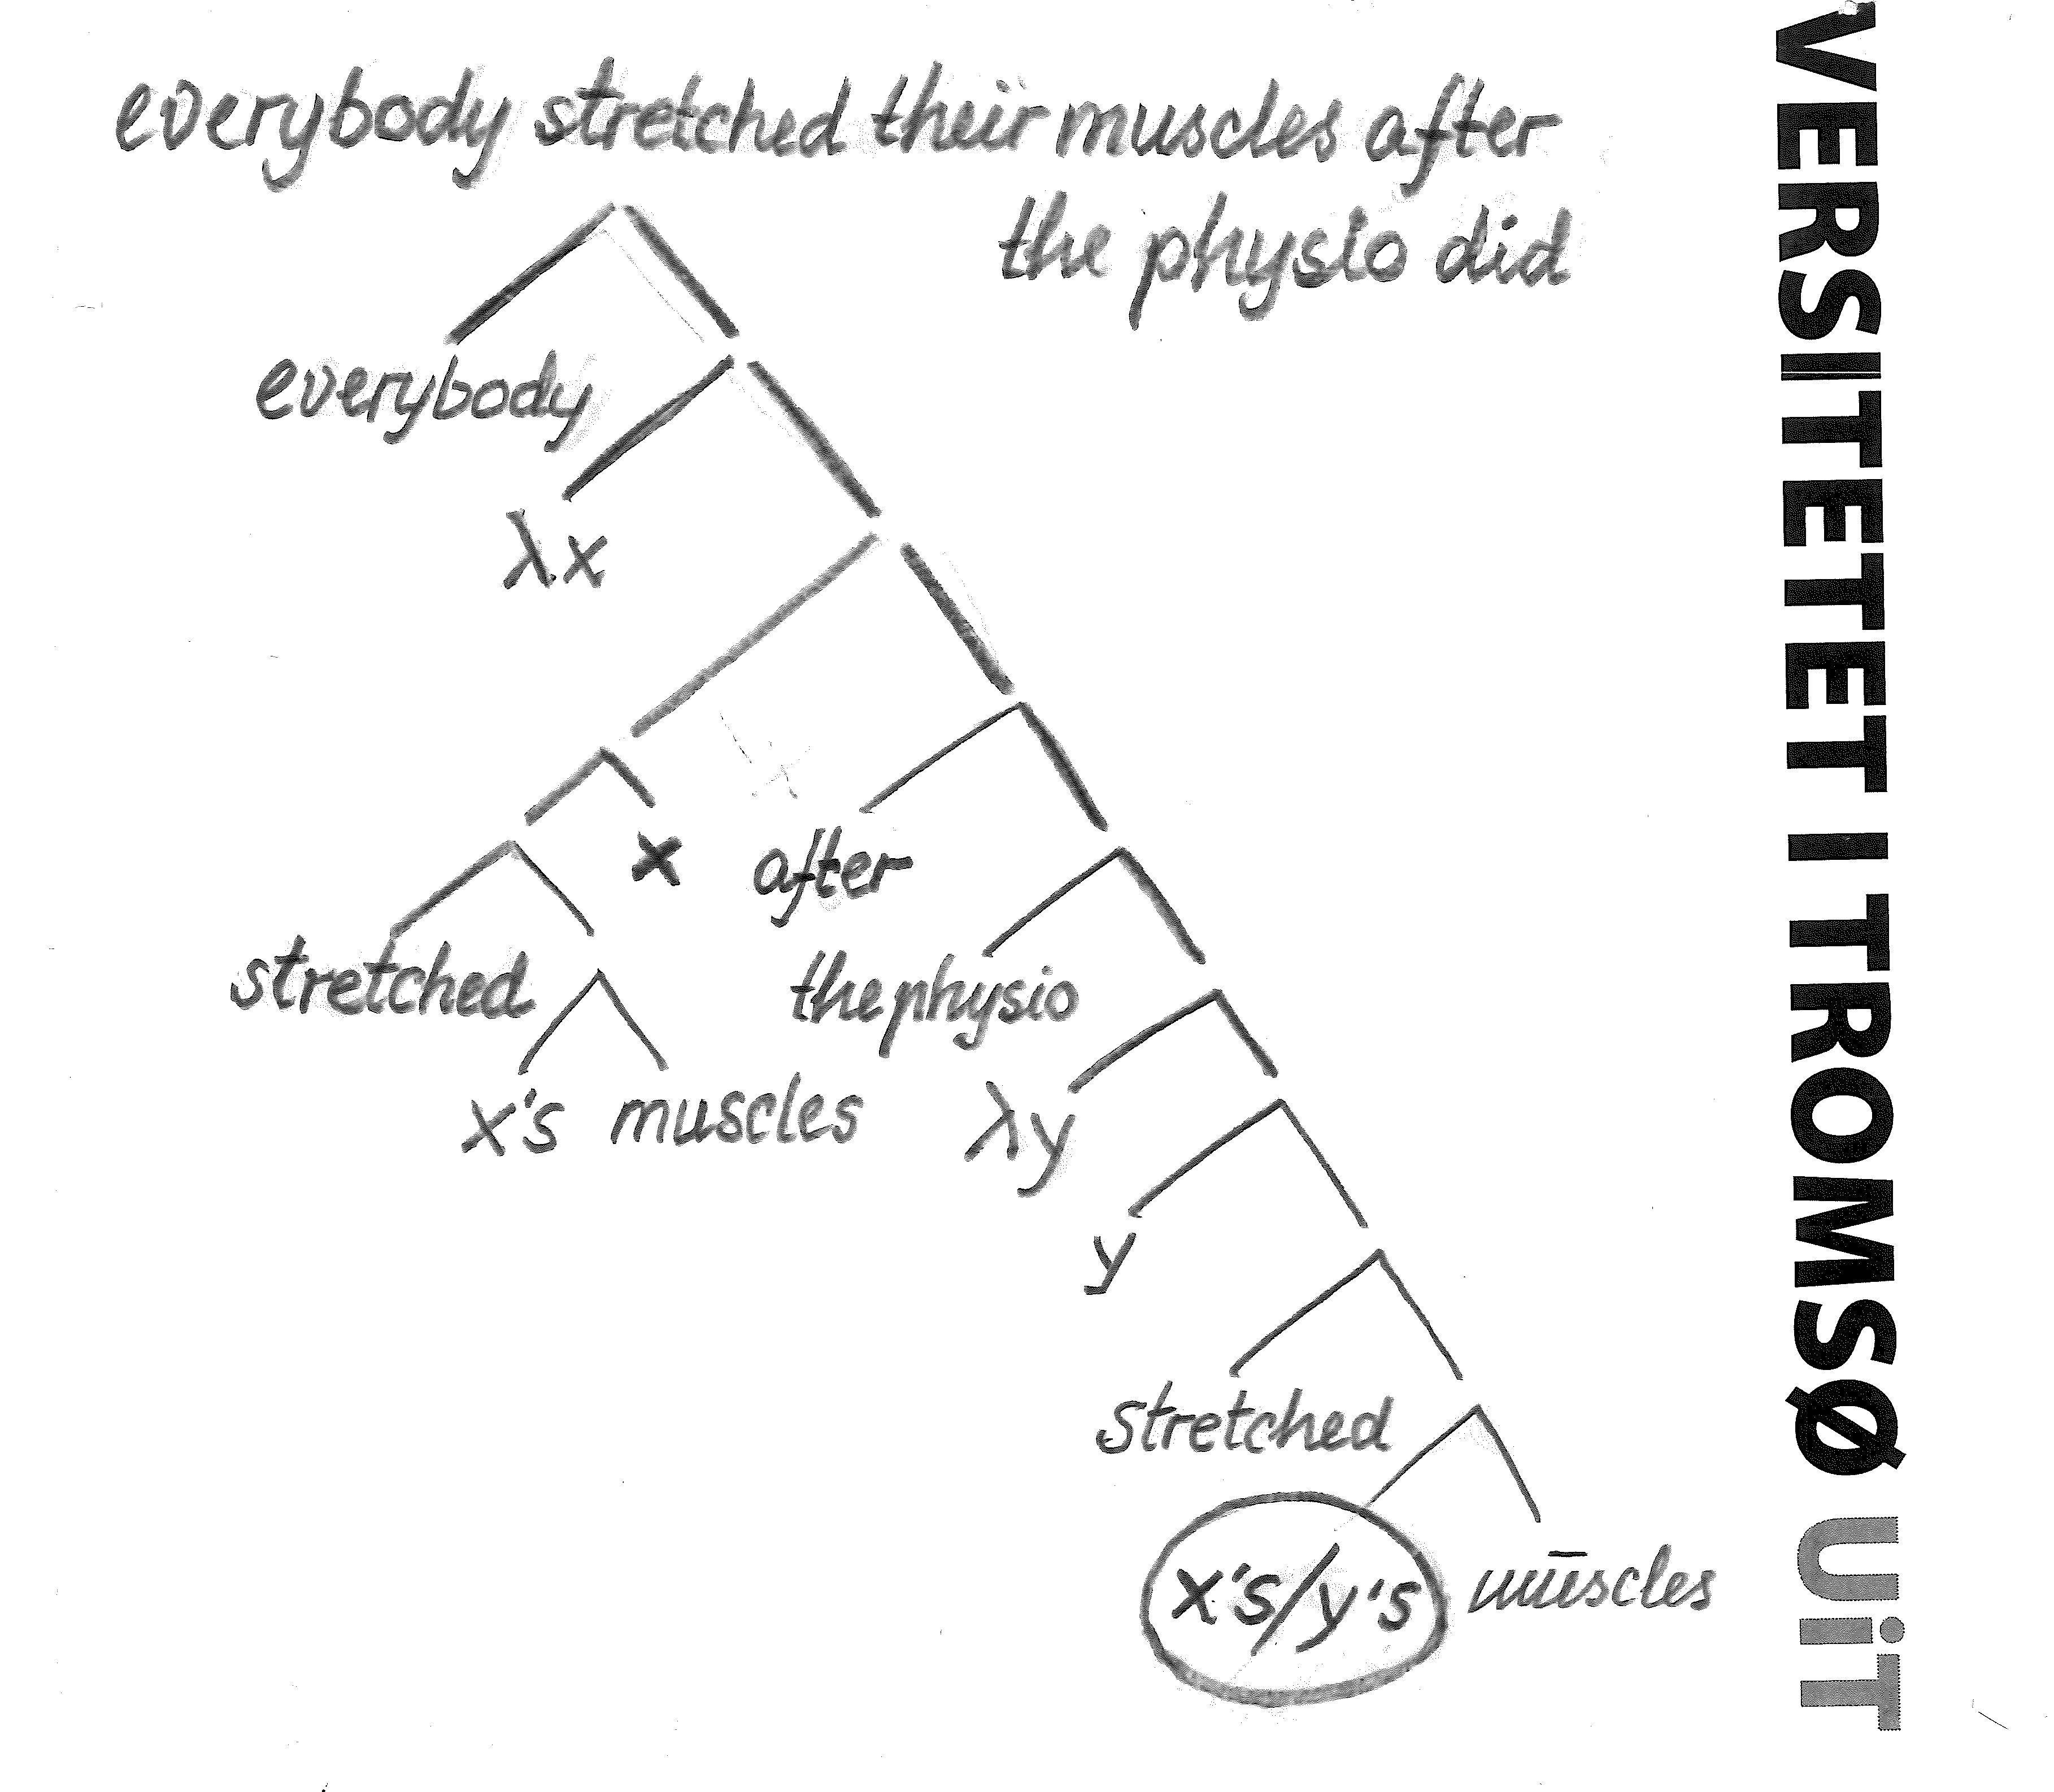 everybody stretched their muscles after
the physio did
everybody
λx
x
after
stretched
the physio
x's
muscles
λy
y
stretched
x's/y's
muscles
VERSITETET I TROMSØ UiT